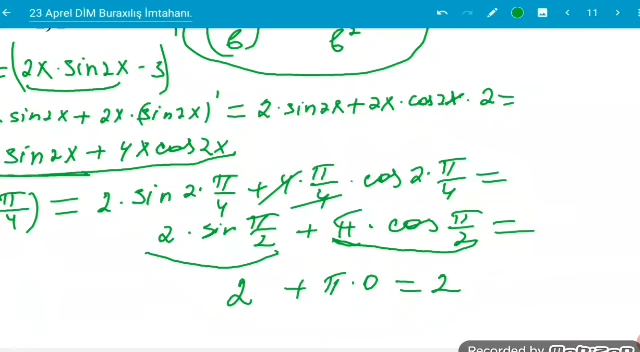 23 Aprel DİM Buraxılış İmtahanı. 11
(b) b²
=(2x · sin2x - 3)
· sin2x + 2x · (sin2x)' = 2 · sin2x + 2x · cos2x · 2 =
sin2x + 4x cos2x
π/4) = 2 · sin 2 · π/4 + 4 · π/4 · cos 2 · π/4 =
2 · sin π/2 + π · cos π/2 =
2 + π · 0 = 2
Recorded by